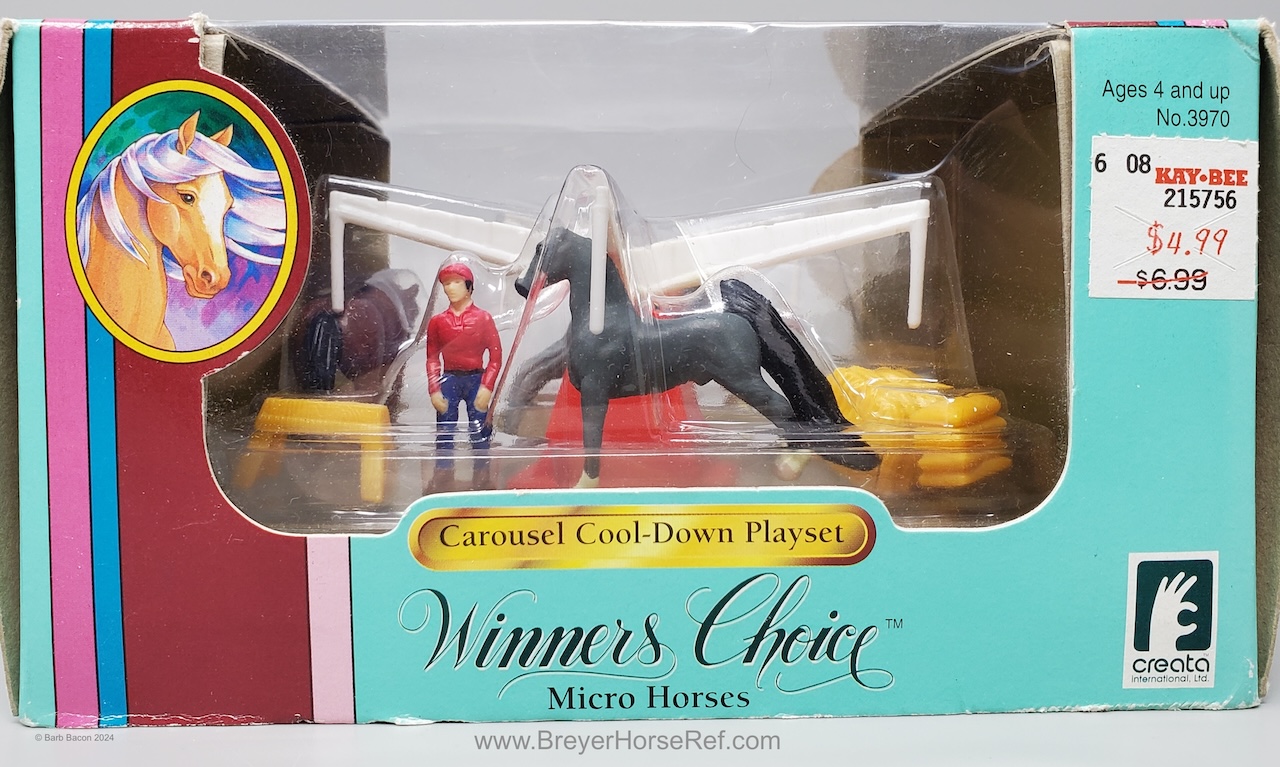 Ages 4 and up
No.3970
6 08 KAY•BEE
215756
$4.99
$6.99
Carousel Cool-Down Playset
Winners Choice™
Micro Horses
creata™
international, Ltd.
© Barb Bacon 2024
www.BreyerHorseRef.com